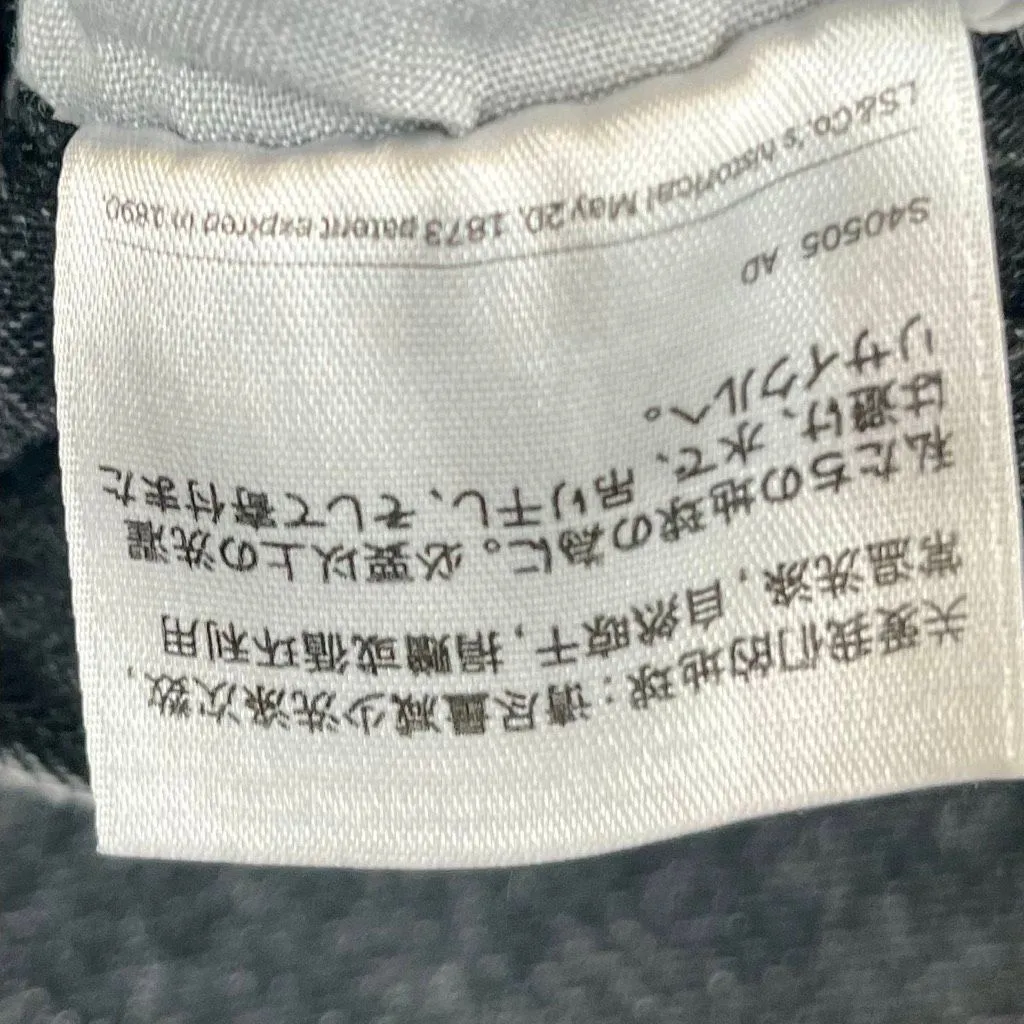 关爱我们的地球:请尽量减少洗涤次数,
常温洗涤,自然晾干,捐赠或循环利用
私たちの地球の為に。必要以上の洗濯
は避け、水で、吊り干し、そして寄付また
リサイクルへ。
S40505 AD
LS&Co.'s historical May 20, 1873 patent expired in 1890.